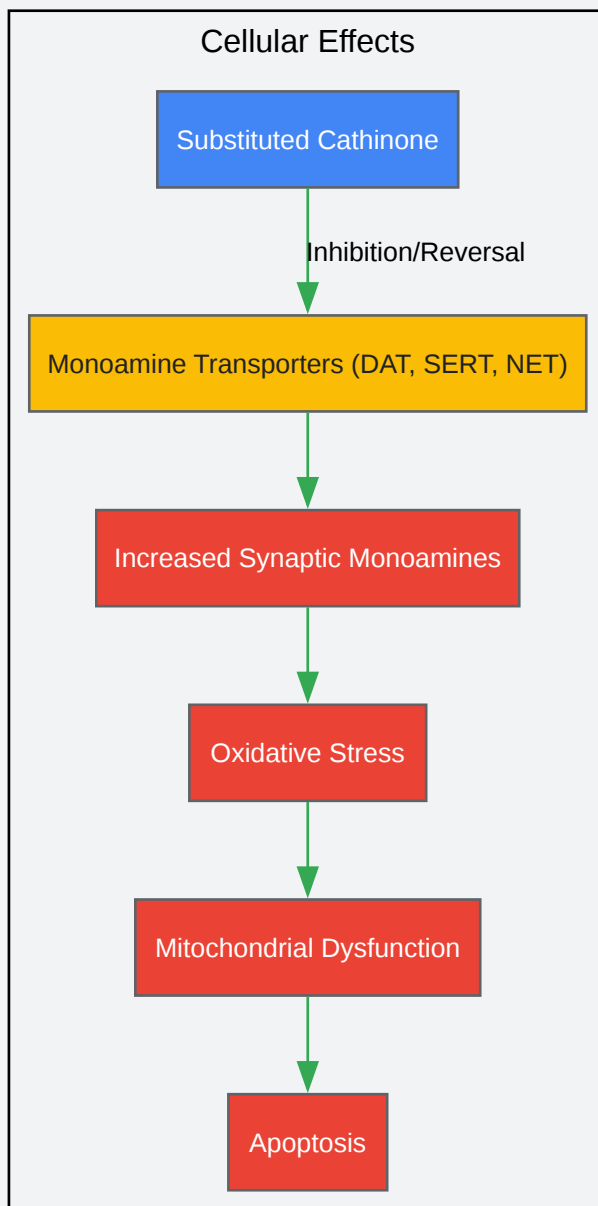 Cellular Effects
Substituted Cathinone
Inhibition/Reversal
Monoamine Transporters (DAT, SERT, NET)
Increased Synaptic Monoamines
Oxidative Stress
Mitochondrial Dysfunction
Apoptosis